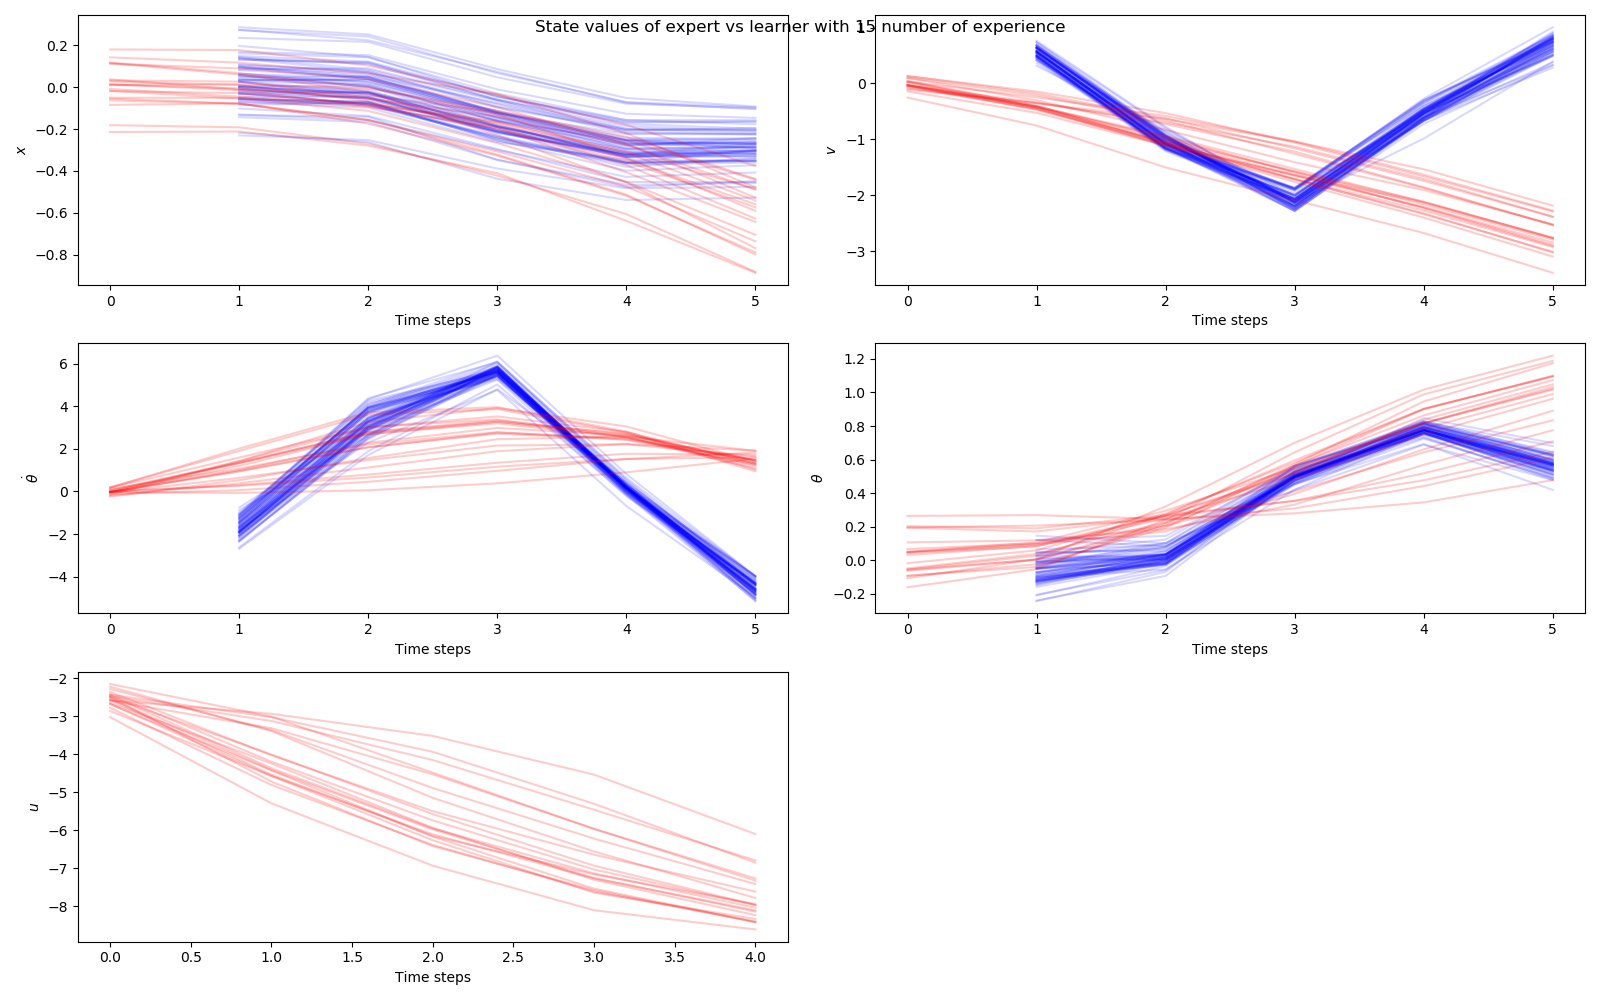 State values of expert vs learner with 15 number of experience
0.2
0.0
−0.2
−0.4
−0.6
−0.8
x
0 1 2 3 4 5
Time steps
1
0
−1
−2
−3
v
0 1 2 3 4 5
Time steps
6
4
2
0
−2
−4
θ̇
0 1 2 3 4 5
Time steps
1.2
1.0
0.8
0.6
0.4
0.2
0.0
−0.2
θ
0 1 2 3 4 5
Time steps
−2
−3
−4
−5
−6
−7
−8
u
0.0 0.5 1.0 1.5 2.0 2.5 3.0 3.5 4.0
Time steps